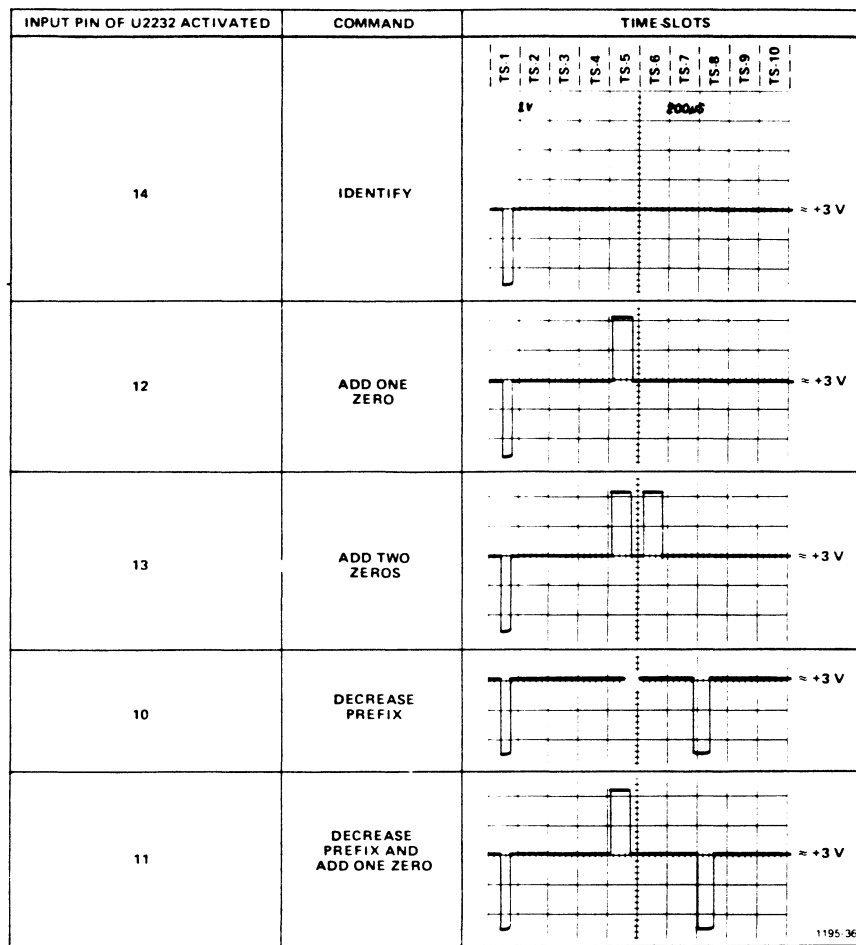 INPUT PIN OF U2232 ACTIVATED COMMAND TIME-SLOTS
TS-1 TS-2 TS-3 TS-4 TS-5 TS-6 TS-7 TS-8 TS-9 TS-10
1V 200µS
14 IDENTIFY ≈ +3 V
12 ADD ONE
ZERO ≈ +3 V
13 ADD TWO
ZEROS ≈ +3 V
10 DECREASE
PREFIX ≈ +3 V
11 DECREASE
PREFIX AND
ADD ONE ZERO ≈ +3 V
1195-36